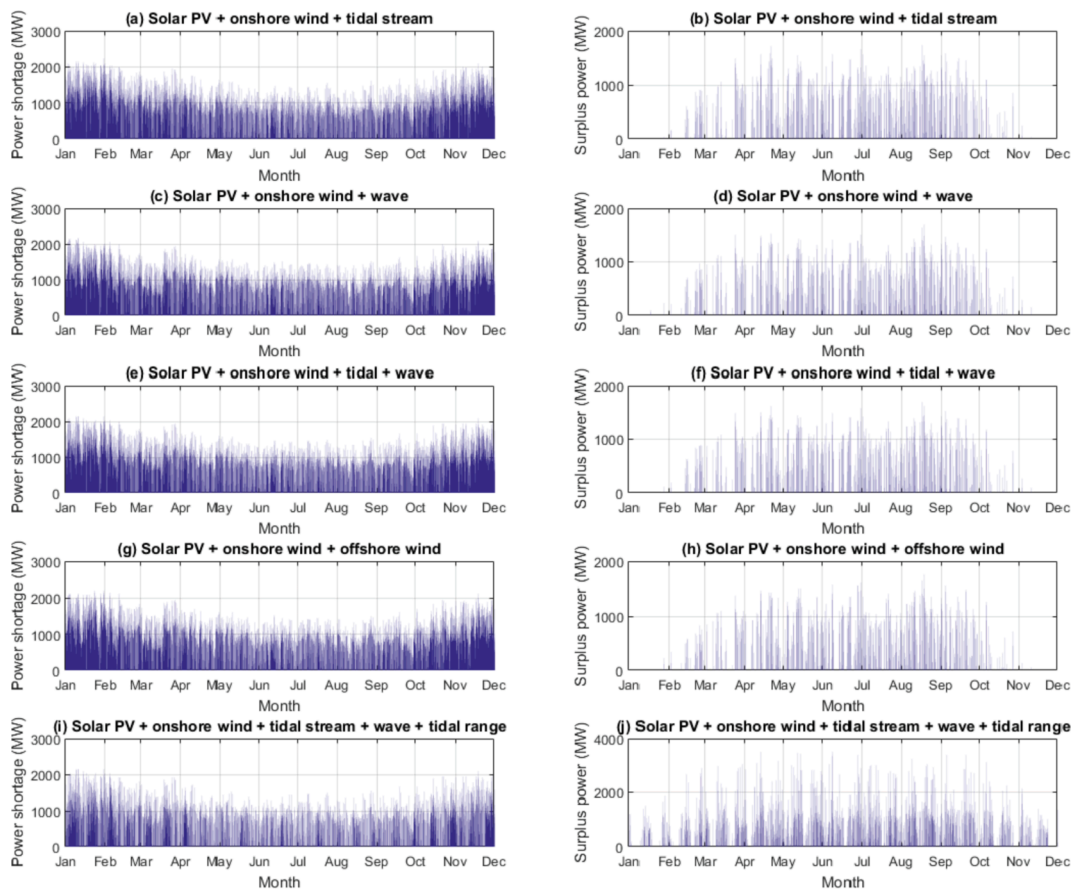 (a) Solar PV + onshore wind + tidal stream
Power shortage (MW)
3000
2000
1000
0
Jan Feb Mar Apr May Jun Jul Aug Sep Oct Nov Dec
Month
(b) Solar PV + onshore wind + tidal stream
Surplus power (MW)
2000
1000
0
Jan Feb Mar Apr May Jun Jul Aug Sep Oct Nov Dec
Month
(c) Solar PV + onshore wind + wave
Power shortage (MW)
3000
2000
1000
0
Jan Feb Mar Apr May Jun Jul Aug Sep Oct Nov Dec
Month
(d) Solar PV + onshore wind + wave
Surplus power (MW)
2000
1000
0
Jan Feb Mar Apr May Jun Jul Aug Sep Oct Nov Dec
Month
(e) Solar PV + onshore wind + tidal + wave
Power shortage (MW)
3000
2000
1000
0
Jan Feb Mar Apr May Jun Jul Aug Sep Oct Nov Dec
Month
(f) Solar PV + onshore wind + tidal + wave
Surplus power (MW)
2000
1000
0
Jan Feb Mar Apr May Jun Jul Aug Sep Oct Nov Dec
Month
(g) Solar PV + onshore wind + offshore wind
Power shortage (MW)
3000
2000
1000
0
Jan Feb Mar Apr May Jun Jul Aug Sep Oct Nov Dec
Month
(h) Solar PV + onshore wind + offshore wind
Surplus power (MW)
2000
1000
0
Jan Feb Mar Apr May Jun Jul Aug Sep Oct Nov Dec
Month
(i) Solar PV + onshore wind + tidal stream + wave + tidal range
Power shortage (MW)
3000
2000
1000
0
Jan Feb Mar Apr May Jun Jul Aug Sep Oct Nov Dec
Month
(j) Solar PV + onshore wind + tidal stream + wave + tidal range
Surplus power (MW)
4000
2000
0
Jan Feb Mar Apr May Jun Jul Aug Sep Oct Nov Dec
Month